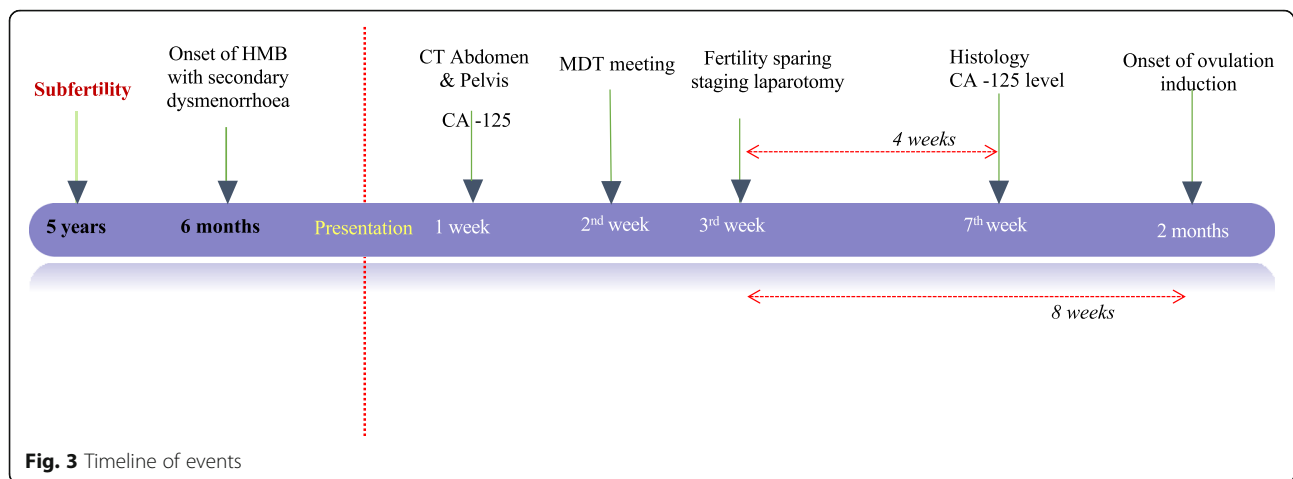 Subfertility
Onset of HMB
with secondary
dysmenorrhoea
CT Abdomen
& Pelvis
CA -125
MDT meeting
Fertility sparing
staging laparotomy
Histology
CA -125 level
Onset of ovulation
induction
4 weeks
5 years
6 months
Presentation
1 week
2nd week
3rd week
7th week
2 months
8 weeks
Fig. 3 Timeline of events